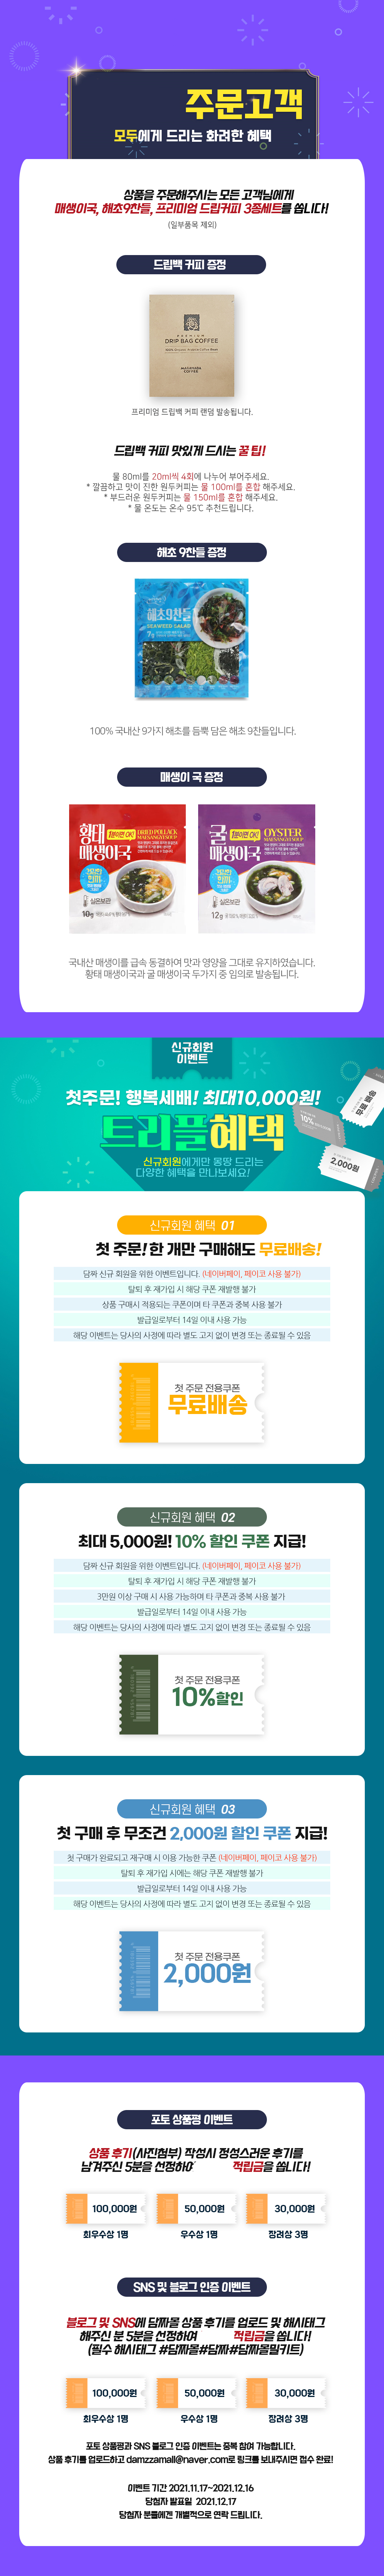 주문고객
모두에게 드리는 화려한 혜택
상품을 주문해주시는 모든 고객님에게
매생이국, 해초9찬들, 프리미엄 드립커피 3종세트를 쏩니다!
(일부품목 제외)
드립백 커피 증정
PREMIUM
DRIP BAG COFFEE
COFFEE
프리미엄 드립백 커피 랜덤 발송됩니다.
드립백 커피 맛있게 드시는 꿀 팁!
물 80ml를 20ml씩 4회에 나누어 부어주세요.
* 깔끔하고 맛이 진한 원두커피는 물 100ml를 혼합 해주세요.
* 부드러운 원두커피는 물 150ml를 혼합 해주세요.
* 물 온도는 온수 95℃ 추천드립니다.
해초 9찬들 증정
해초9찬들
SEAWEED SALAD
7g
100% 국내산 9가지 해초를 듬뿍 담은 해초 9찬들입니다.
매생이 국 증정
황태 1분이면 OK! DRIED POLLACK
매생이국 MAESANGI SOUP
간편한 한끼
실온보관
10g
굴 1분이면 OK! OYSTER
매생이국 MAESANGI SOUP
간편한 한끼
실온보관
12g
국내산 매생이를 급속 동결하여 맛과 영양을 그대로 유지하였습니다.
황태 매생이국과 굴 매생이국 두가지 중 임의로 발송됩니다.
신규회원
이벤트
첫주문! 행복세배! 최대10,000원!
트리플혜택
신규회원에게만 몽땅 드리는
다양한 혜택을 만나보세요!
무료배송
10%
2,000원
신규회원 혜택 01
첫 주문! 한 개만 구매해도 무료배송!
담짜 신규 회원을 위한 이벤트입니다. (네이버페이, 페이코 사용 불가)
탈퇴 후 재가입 시 해당 쿠폰 재발행 불가
상품 구매시 적용되는 쿠폰이며 타 쿠폰과 중복 사용 불가
발급일로부터 14일 이내 사용 가능
해당 이벤트는 당사의 사정에 따라 별도 고지 없이 변경 또는 종료될 수 있음
첫 주문 전용쿠폰
무료배송
신규회원 혜택 02
최대 5,000원! 10% 할인 쿠폰 지급!
담짜 신규 회원을 위한 이벤트입니다. (네이버페이, 페이코 사용 불가)
탈퇴 후 재가입 시 해당 쿠폰 재발행 불가
3만원 이상 구매 시 사용 가능하며 타 쿠폰과 중복 사용 불가
발급일로부터 14일 이내 사용 가능
해당 이벤트는 당사의 사정에 따라 별도 고지 없이 변경 또는 종료될 수 있음
첫 주문 전용쿠폰
10%할인
신규회원 혜택 03
첫 구매 후 무조건 2,000원 할인 쿠폰 지급!
첫 구매가 완료되고 재구매 시 이용 가능한 쿠폰 (네이버페이, 페이코 사용 불가)
탈퇴 후 재가입 시에는 해당 쿠폰 재발행 불가
발급일로부터 14일 이내 사용 가능
해당 이벤트는 당사의 사정에 따라 별도 고지 없이 변경 또는 종료될 수 있음
첫 주문 전용쿠폰
2,000원
포토 상품평 이벤트
상품 후기(사진첨부) 작성시 정성스러운 후기를
남겨주신 5분을 선정하여 적립금을 쏩니다!
100,000원 50,000원 30,000원
최우수상 1명 우수상 1명 장려상 3명
SNS 및 블로그 인증 이벤트
블로그 및 SNS에 담짜몰 상품 후기를 업로드 및 해시태그
해주신 분 5분을 선정하여 적립금을 쏩니다!
(필수 해시태그 #담짜몰#담짜#담짜몰밀키트)
100,000원 50,000원 30,000원
최우수상 1명 우수상 1명 장려상 3명
포토 상품평과 SNS 블로그 인증 이벤트는 중복 참여 가능합니다.
상품 후기를 업로드하고 damzzamall@naver.com로 링크를 보내주시면 접수 완료!
이벤트 기간 2021.11.17~2021.12.16
당첨자 발표일 2021.12.17
당첨자 분들에겐 개별적으로 연락 드립니다.